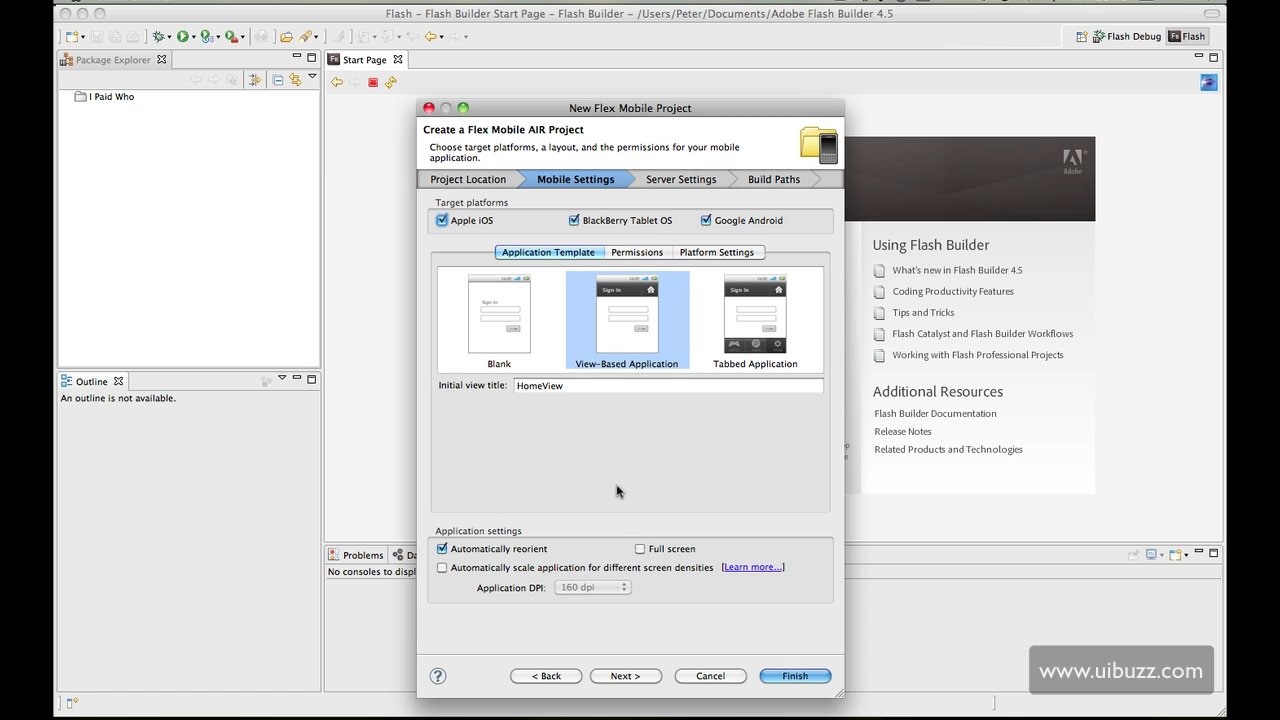 Flash – Flash Builder Start Page – Flash Builder – /Users/Peter/Documents/Adobe Flash Builder 4.5
Flash Debug
Fs Flash
Package Explorer
Fs Start Page
I Paid Who
New Flex Mobile Project
Create a Flex Mobile AIR Project
Choose target platforms, a layout, and the permissions for your mobile
application.
Adobe
Project Location
Mobile Settings
Server Settings
Build Paths
Target platforms
Apple iOS
BlackBerry Tablet OS
Google Android
Application Template
Permissions
Platform Settings
Sign In
Sign In
Sign In
Blank
View-Based Application
Tabbed Application
Initial view title:
HomeView
Using Flash Builder
What's new in Flash Builder 4.5
Coding Productivity Features
Tips and Tricks
Flash Catalyst and Flash Builder Workflows
Working with Flash Professional Projects
Additional Resources
Flash Builder Documentation
Release Notes
Related Products and Technologies
Outline
An outline is not available.
Application settings
Automatically reorient
Full screen
Automatically scale application for different screen densities
[Learn more...]
Application DPI:
160 dpi
Problems
Da
No consoles to displ
?
< Back
Next >
Cancel
Finish
www.uibuzz.com